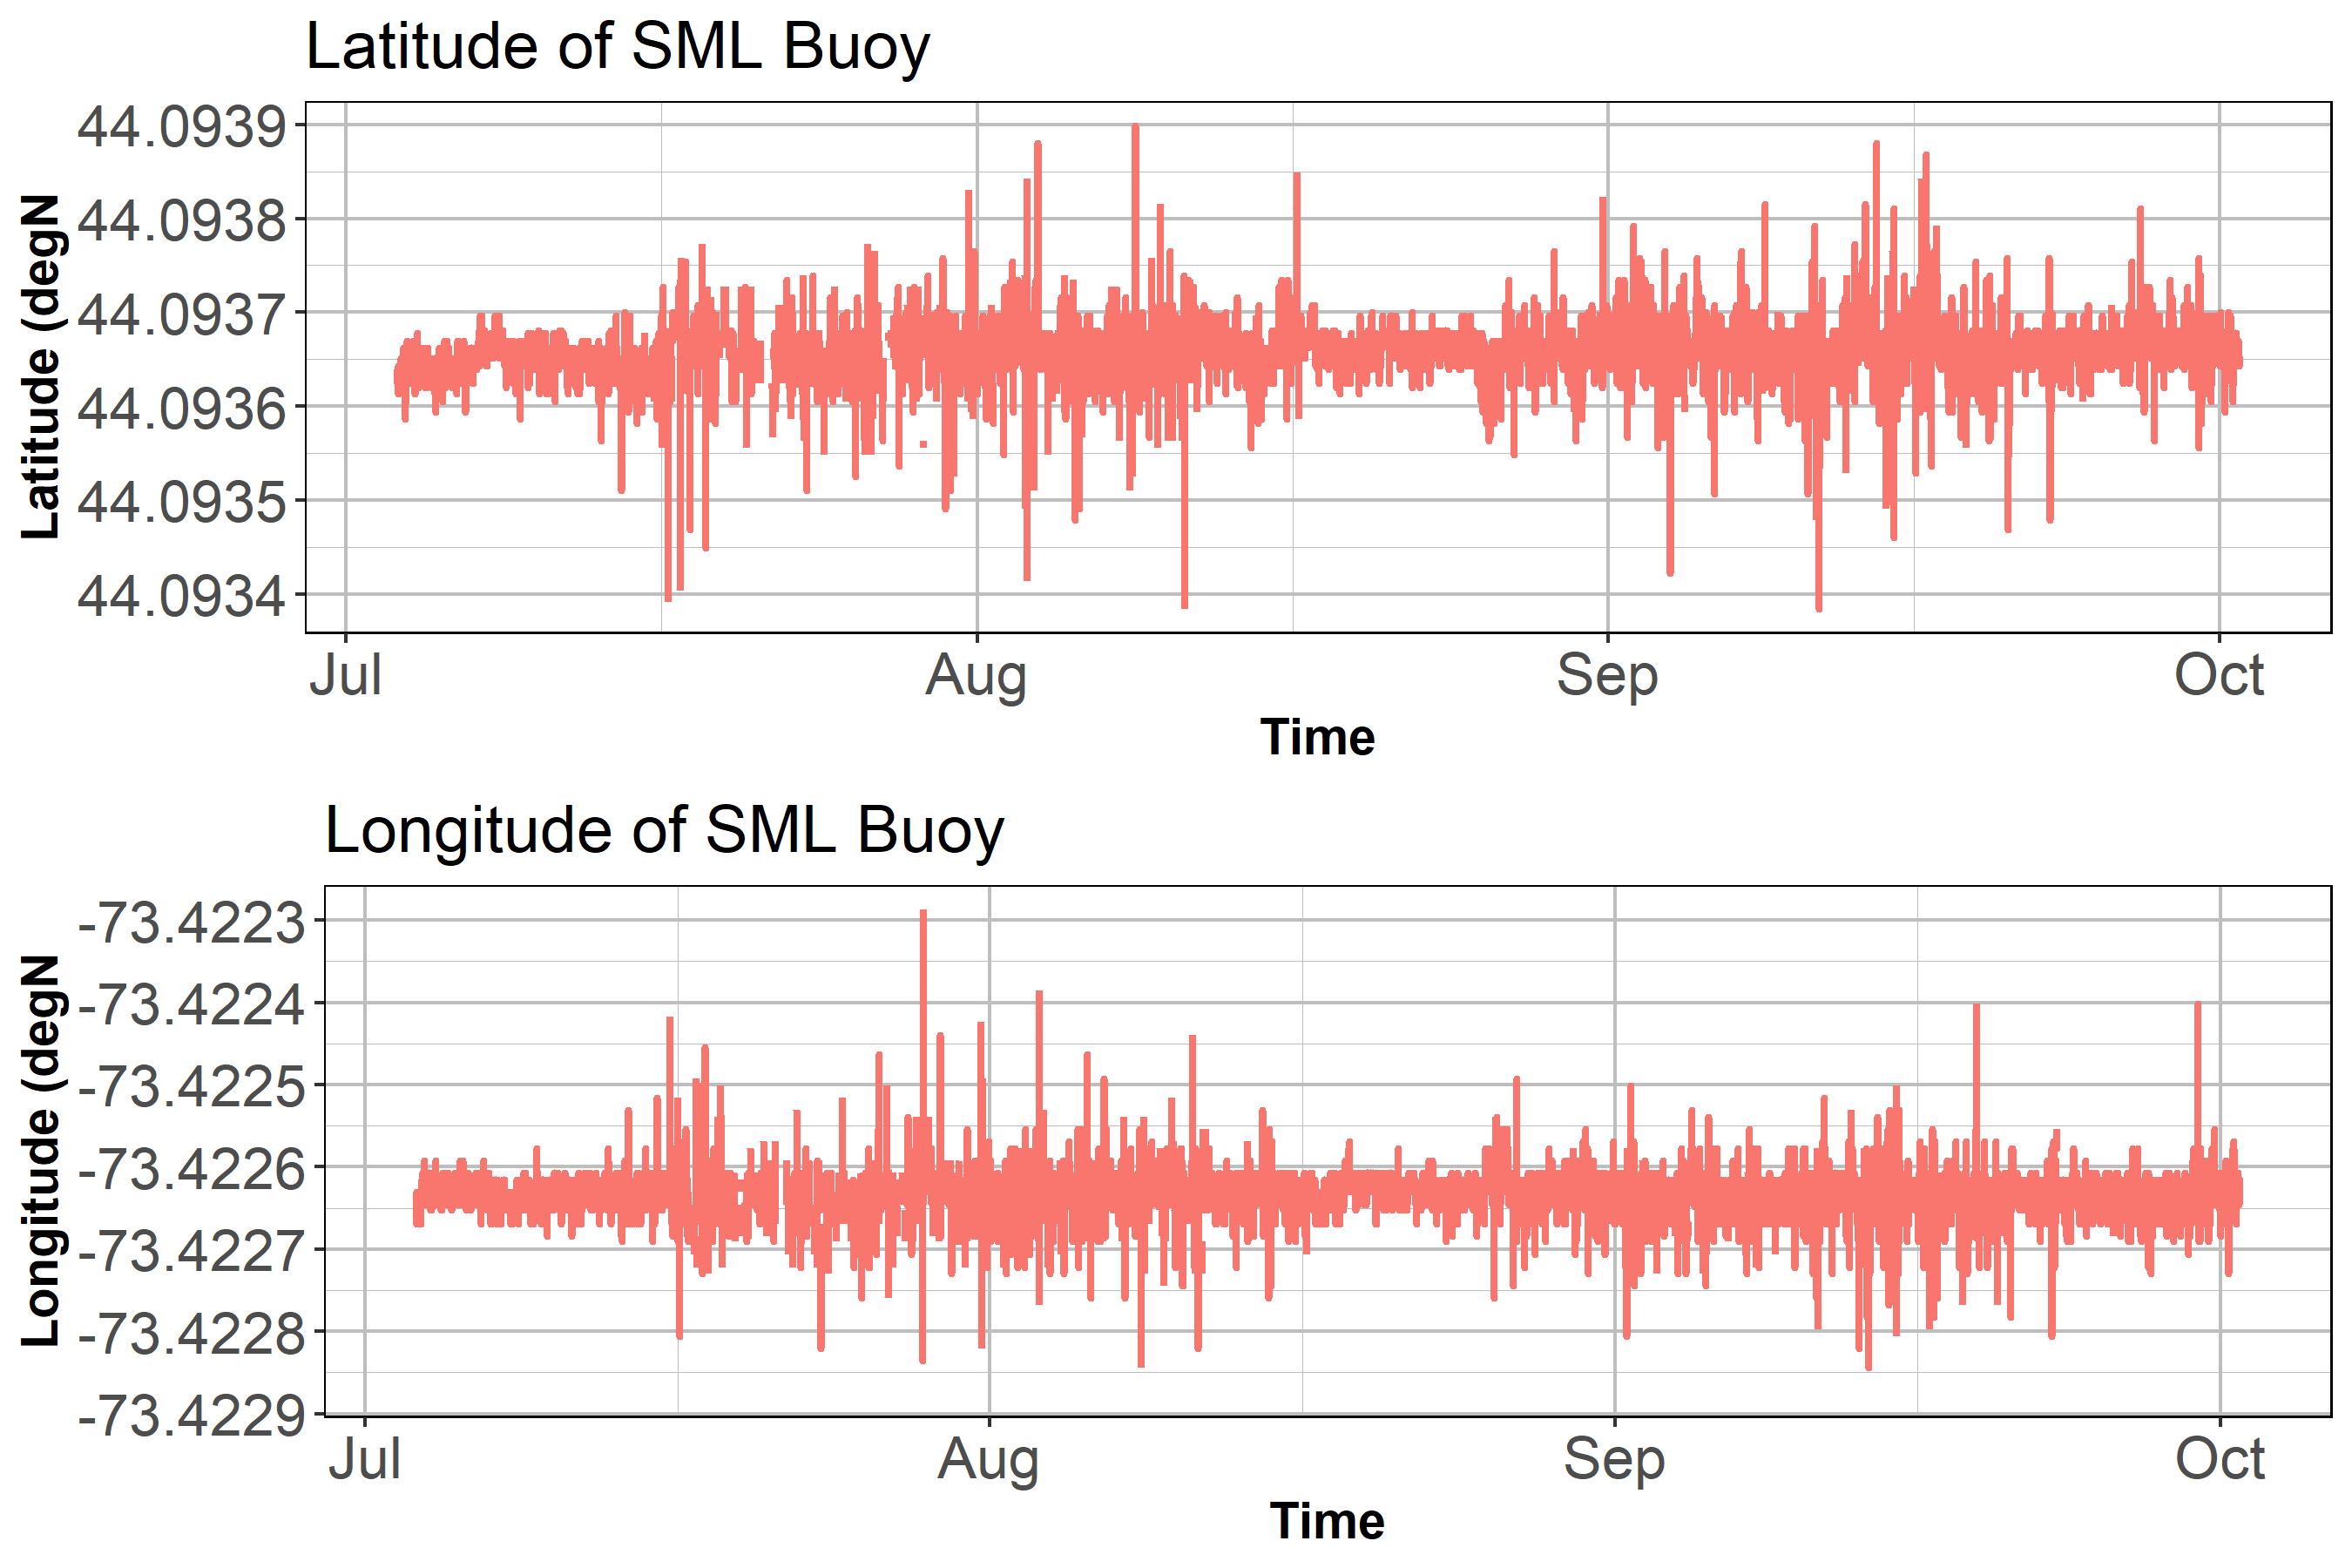 Latitude of SML Buoy
44.0939
44.0938
44.0937
44.0936
44.0935
44.0934
Latitude (degN
Jul Aug Sep Oct
Time
Longitude of SML Buoy
-73.4223
-73.4224
-73.4225
-73.4226
-73.4227
-73.4228
-73.4229
Longitude (degN
Jul Aug Sep Oct
Time